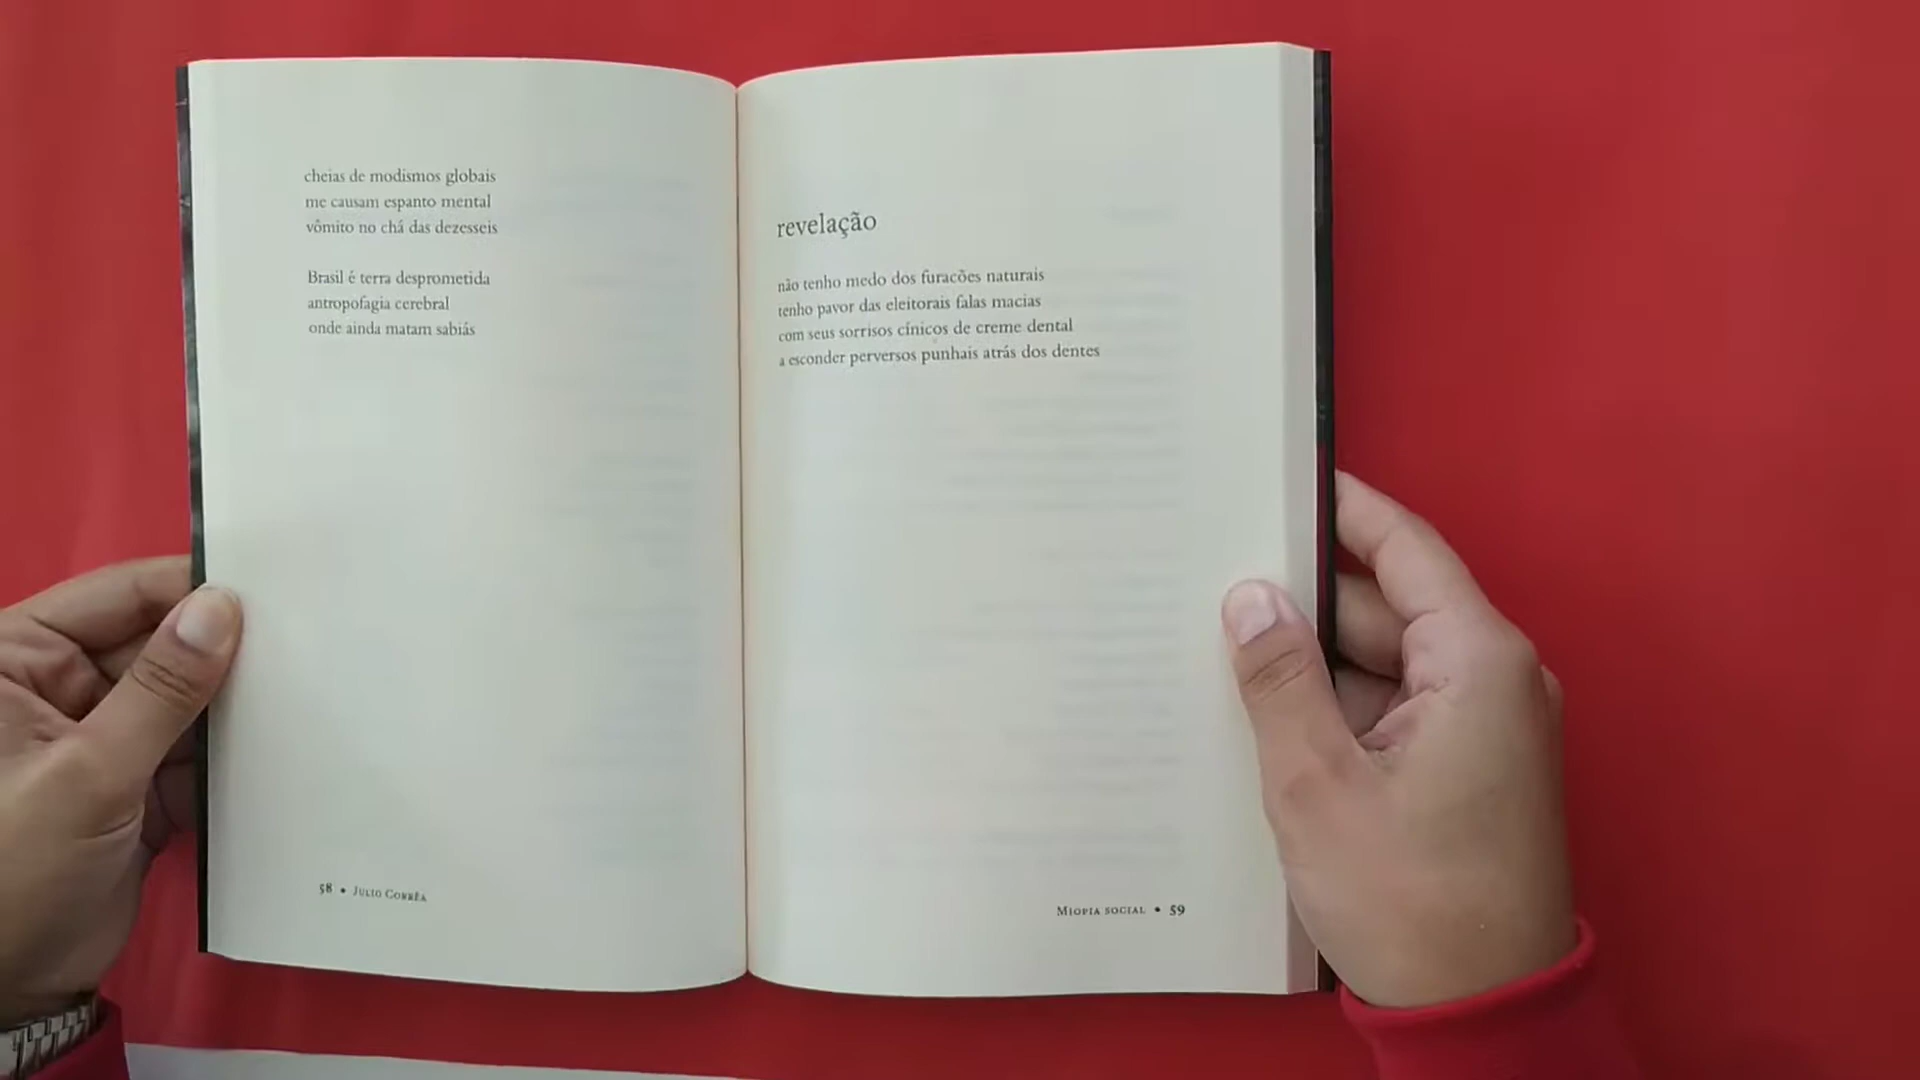 cheias de modismos globais
me causam espanto mental
vômito no chá das dezesseis
Brasil é terra desprometida
antropofagia cerebral
onde ainda matam sabiás
58 • Julio Corrêa
revelação
não tenho medo dos furacões naturais
tenho pavor das eleitorais falas macias
com seus sorrisos cínicos de creme dental
a esconder perversos punhais atrás dos dentes
Miopia social • 59